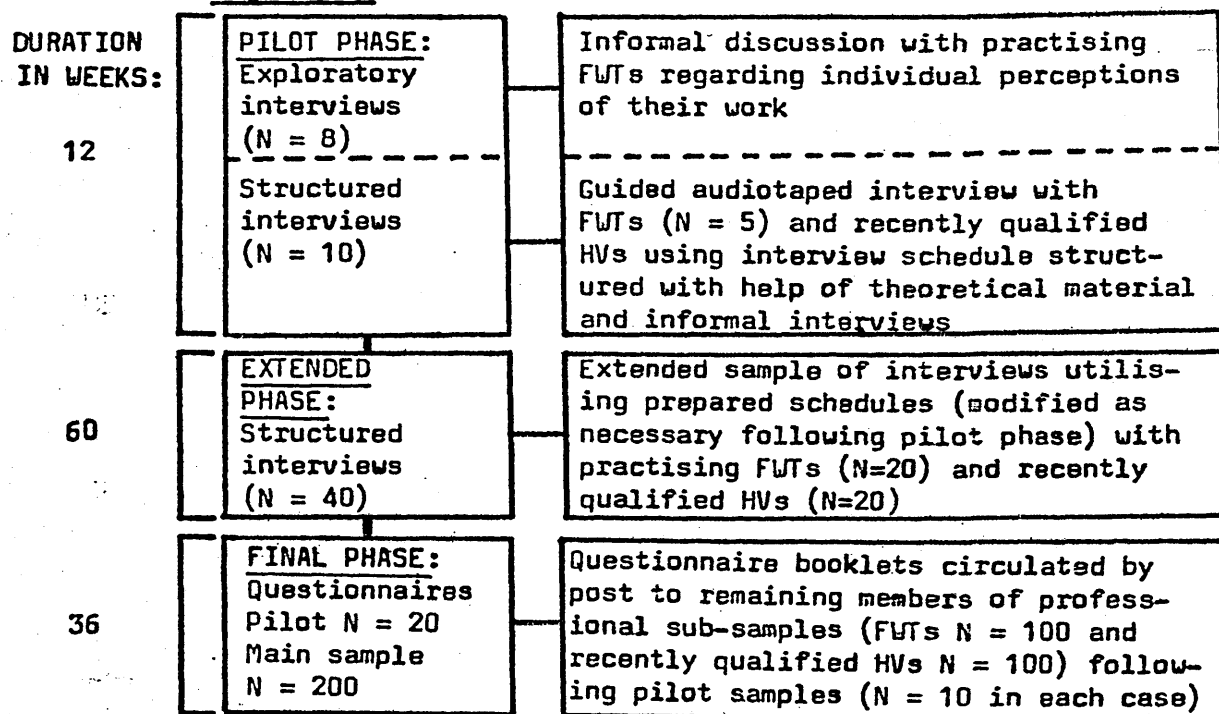 DURATION
IN WEEKS:
12
PILOT PHASE:
Exploratory
interviews
(N = 8)
Informal discussion with practising
FWTs regarding individual perceptions
of their work
Structured
interviews
(N = 10)
Guided audiotaped interview with
FWTs (N = 5) and recently qualified
HVs using interview schedule struct-
ured with help of theoretical material
and informal interviews
60
EXTENDED
PHASE:
Structured
interviews
(N = 40)
Extended sample of interviews utilis-
ing prepared schedules (modified as
necessary following pilot phase) with
practising FWTs (N=20) and recently
qualified HVs (N=20)
36
FINAL PHASE:
Questionnaires
Pilot N = 20
Main sample
N = 200
Questionnaire booklets circulated by
post to remaining members of profess-
ional sub-samples (FWTs N = 100 and
recently qualified HVs N = 100) follow-
ing pilot samples (N = 10 in each case)